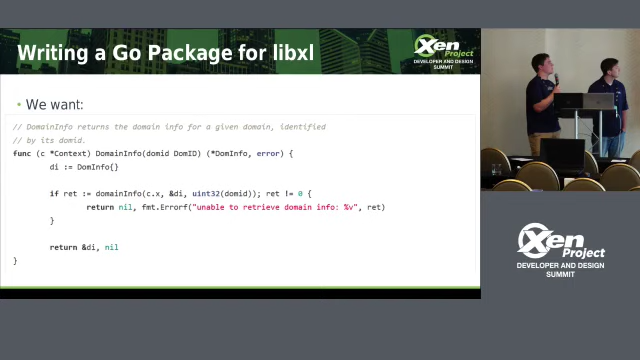 Writing a Go Package for libxl
Xen
Project
DEVELOPER AND DESIGN
SUMMIT
• We want:
// DomainInfo returns the domain info for a given domain, identified
// by its domid.
func (c *Context) DomainInfo(domid DomID) (*DomInfo, error) {
di := DomInfo{}
if ret := domainInfo(c.x, &di, uint32(domid)); ret != 0 {
return nil, fmt.Errorf("unable to retrieve domain info: %v", ret)
}
return &di, nil
}
Xen
Project
DEVELOPER AND DESIGN
SUMMIT